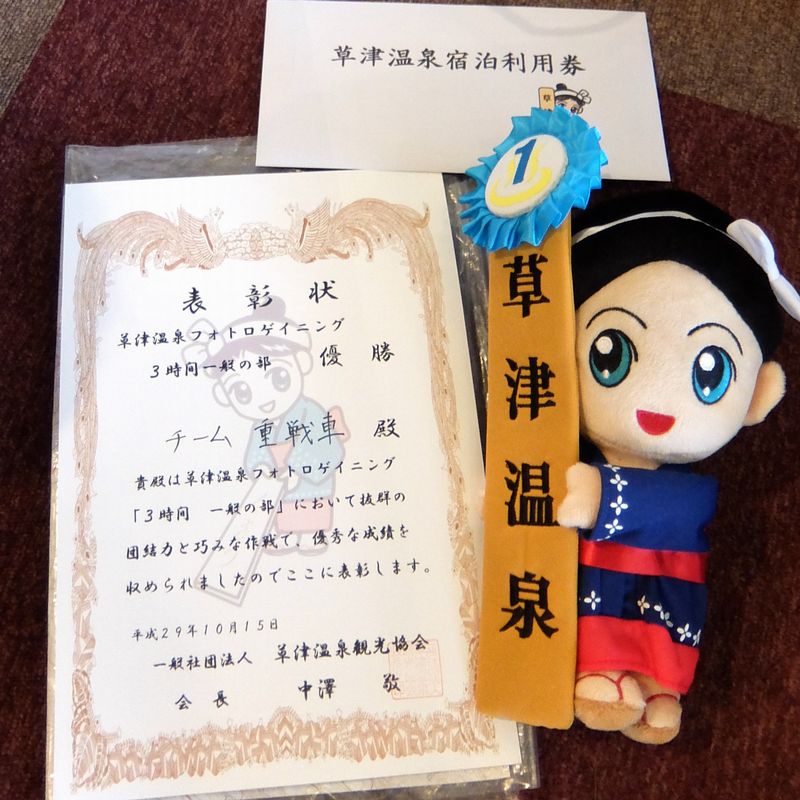 草津温泉宿泊利用券
1
草津温泉
表彰状
草津温泉フォトロゲイニング
3時間一般の部 優勝
チーム 重戦車 殿
貴殿は草津温泉フォトロゲイニング
「3時間 一般の部」において抜群の
団結力と巧みな作戦で、優秀な成績を
収められましたのでここに表彰します。
平成29年10月15日
一般社団法人 草津温泉観光協会
会長 中澤 敬